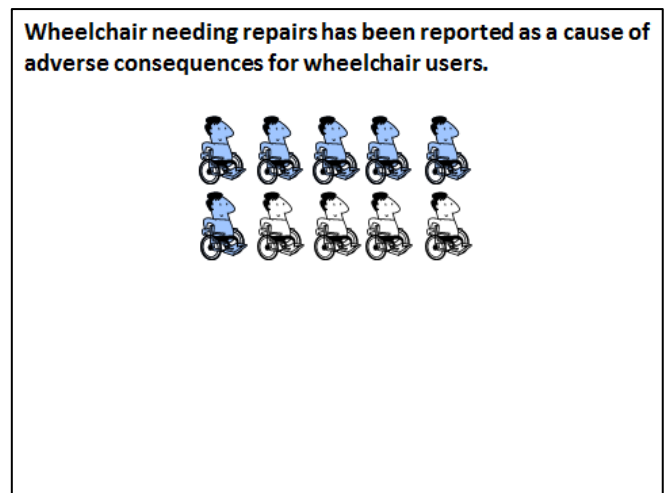 Wheelchair needing repairs has been reported as a cause of
adverse consequences for wheelchair users.